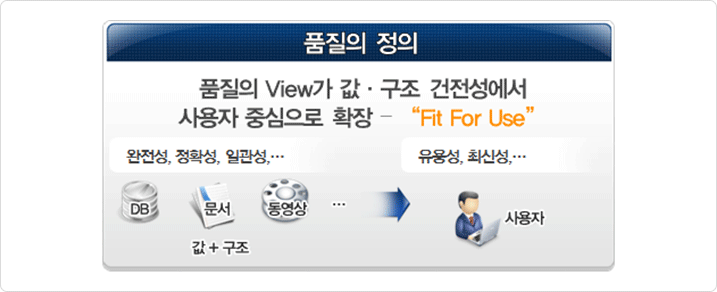 품질의 정의
품질의 View가 값 · 구조 건전성에서
사용자 중심으로 확장 – “Fit For Use”
완전성, 정확성, 일관성,⋯
유용성, 최신성,⋯
DB
문서
동영상
⋯
사용자
값 + 구조